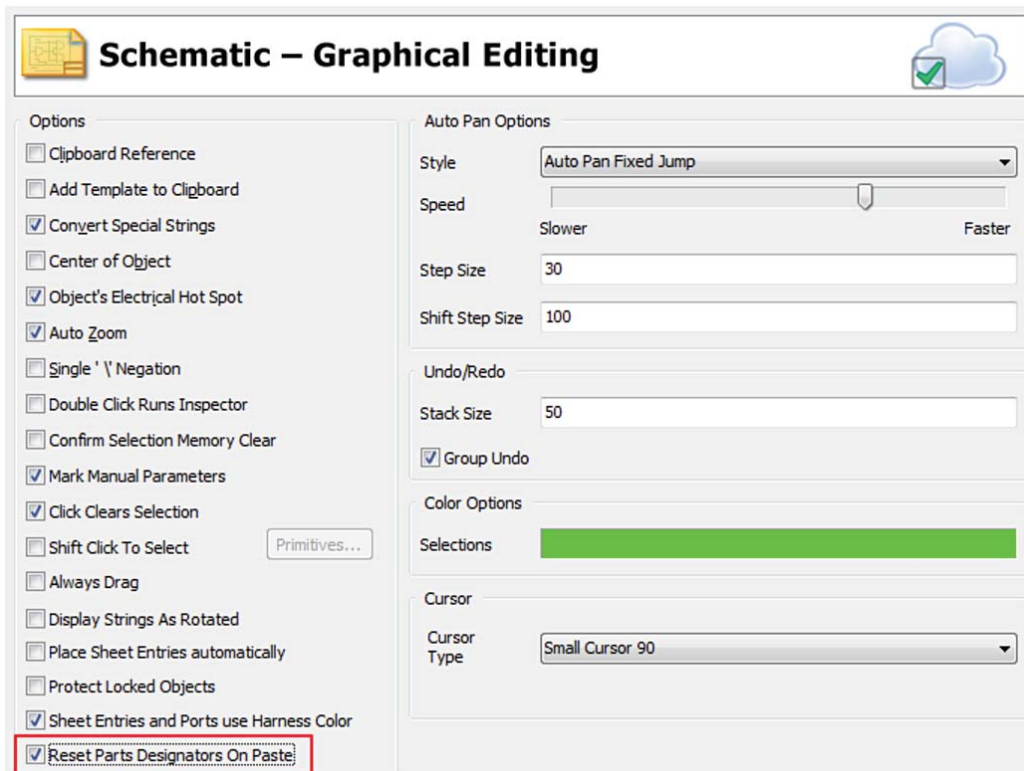 Schematic – Graphical Editing
Options
Clipboard Reference
Add Template to Clipboard
Convert Special Strings
Center of Object
Object's Electrical Hot Spot
Auto Zoom
Single ' \' Negation
Double Click Runs Inspector
Confirm Selection Memory Clear
Mark Manual Parameters
Click Clears Selection
Shift Click To Select Primitives...
Always Drag
Display Strings As Rotated
Place Sheet Entries automatically
Protect Locked Objects
Sheet Entries and Ports use Harness Color
Reset Parts Designators On Paste
Auto Pan Options
Style Auto Pan Fixed Jump
Speed
Slower Faster
Step Size 30
Shift Step Size 100
Undo/Redo
Stack Size 50
Group Undo
Color Options
Selections
Cursor
Cursor
Type
Small Cursor 90